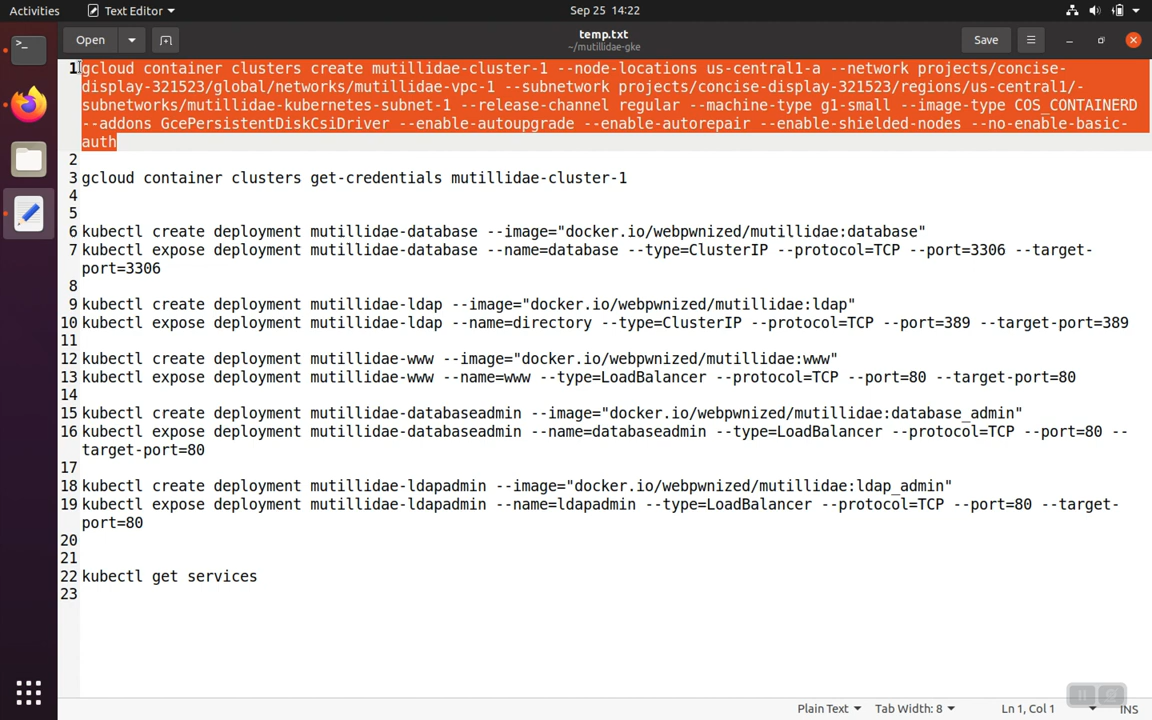 Activities Text Editor Sep 25 14:22
Open temp.txt Save
~/mutillidae-gke
1 gcloud container clusters create mutillidae-cluster-1 --node-locations us-central1-a --network projects/concise-
display-321523/global/networks/mutillidae-vpc-1 --subnetwork projects/concise-display-321523/regions/us-central1/-
subnetworks/mutillidae-kubernetes-subnet-1 --release-channel regular --machine-type g1-small --image-type COS_CONTAINERD
--addons GcePersistentDiskCsiDriver --enable-autoupgrade --enable-autorepair --enable-shielded-nodes --no-enable-basic-
auth
2
3 gcloud container clusters get-credentials mutillidae-cluster-1
4
5
6 kubectl create deployment mutillidae-database --image="docker.io/webpwnized/mutillidae:database"
7 kubectl expose deployment mutillidae-database --name=database --type=ClusterIP --protocol=TCP --port=3306 --target-
port=3306
8
9 kubectl create deployment mutillidae-ldap --image="docker.io/webpwnized/mutillidae:ldap"
10 kubectl expose deployment mutillidae-ldap --name=directory --type=ClusterIP --protocol=TCP --port=389 --target-port=389
11
12 kubectl create deployment mutillidae-www --image="docker.io/webpwnized/mutillidae:www"
13 kubectl expose deployment mutillidae-www --name=www --type=LoadBalancer --protocol=TCP --port=80 --target-port=80
14
15 kubectl create deployment mutillidae-databaseadmin --image="docker.io/webpwnized/mutillidae:database_admin"
16 kubectl expose deployment mutillidae-databaseadmin --name=databaseadmin --type=LoadBalancer --protocol=TCP --port=80 --
target-port=80
17
18 kubectl create deployment mutillidae-ldapadmin --image="docker.io/webpwnized/mutillidae:ldap_admin"
19 kubectl expose deployment mutillidae-ldapadmin --name=ldapadmin --type=LoadBalancer --protocol=TCP --port=80 --target-
port=80
20
21
22 kubectl get services
23
Plain Text Tab Width: 8 Ln 1, Col 1 INS